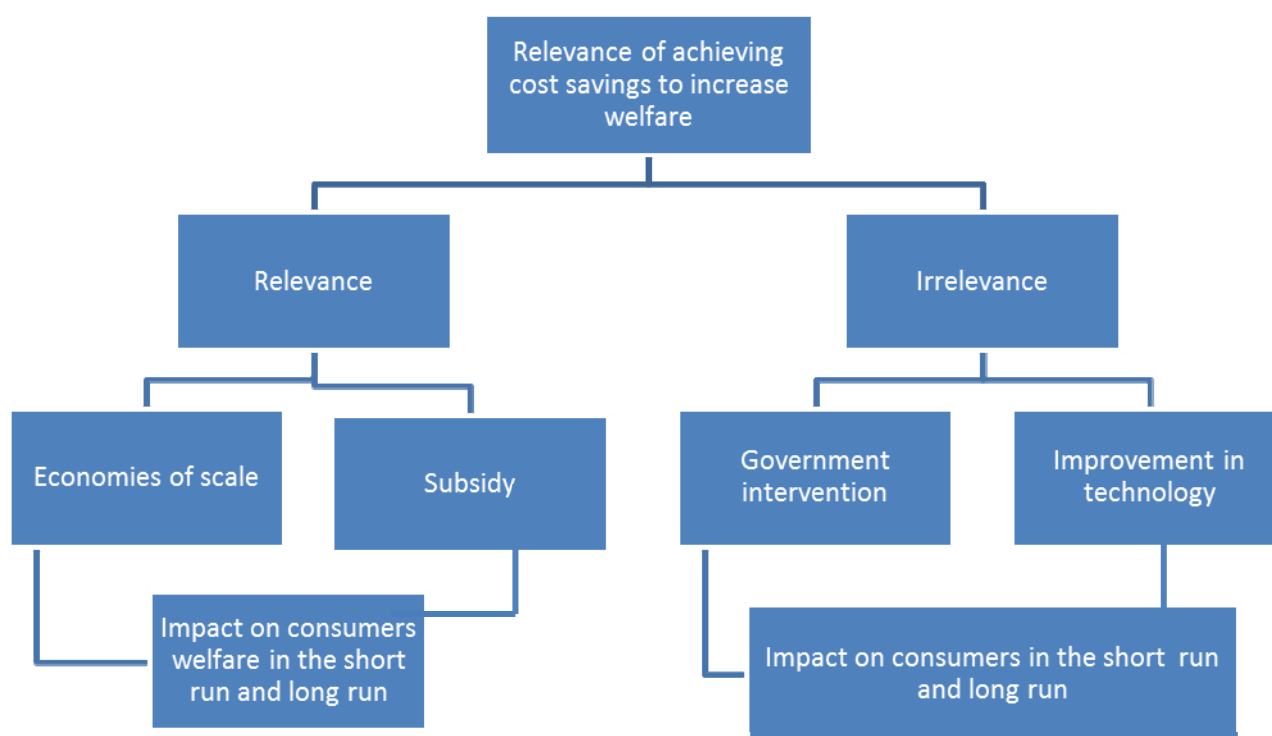 Relevance of achieving
cost savings to increase
welfare
Relevance
Irrelevance
Economies of scale
Subsidy
Government
intervention
Improvement in
technology
Impact on consumers
welfare in the short
run and long run
Impact on consumers in the short run
and long run